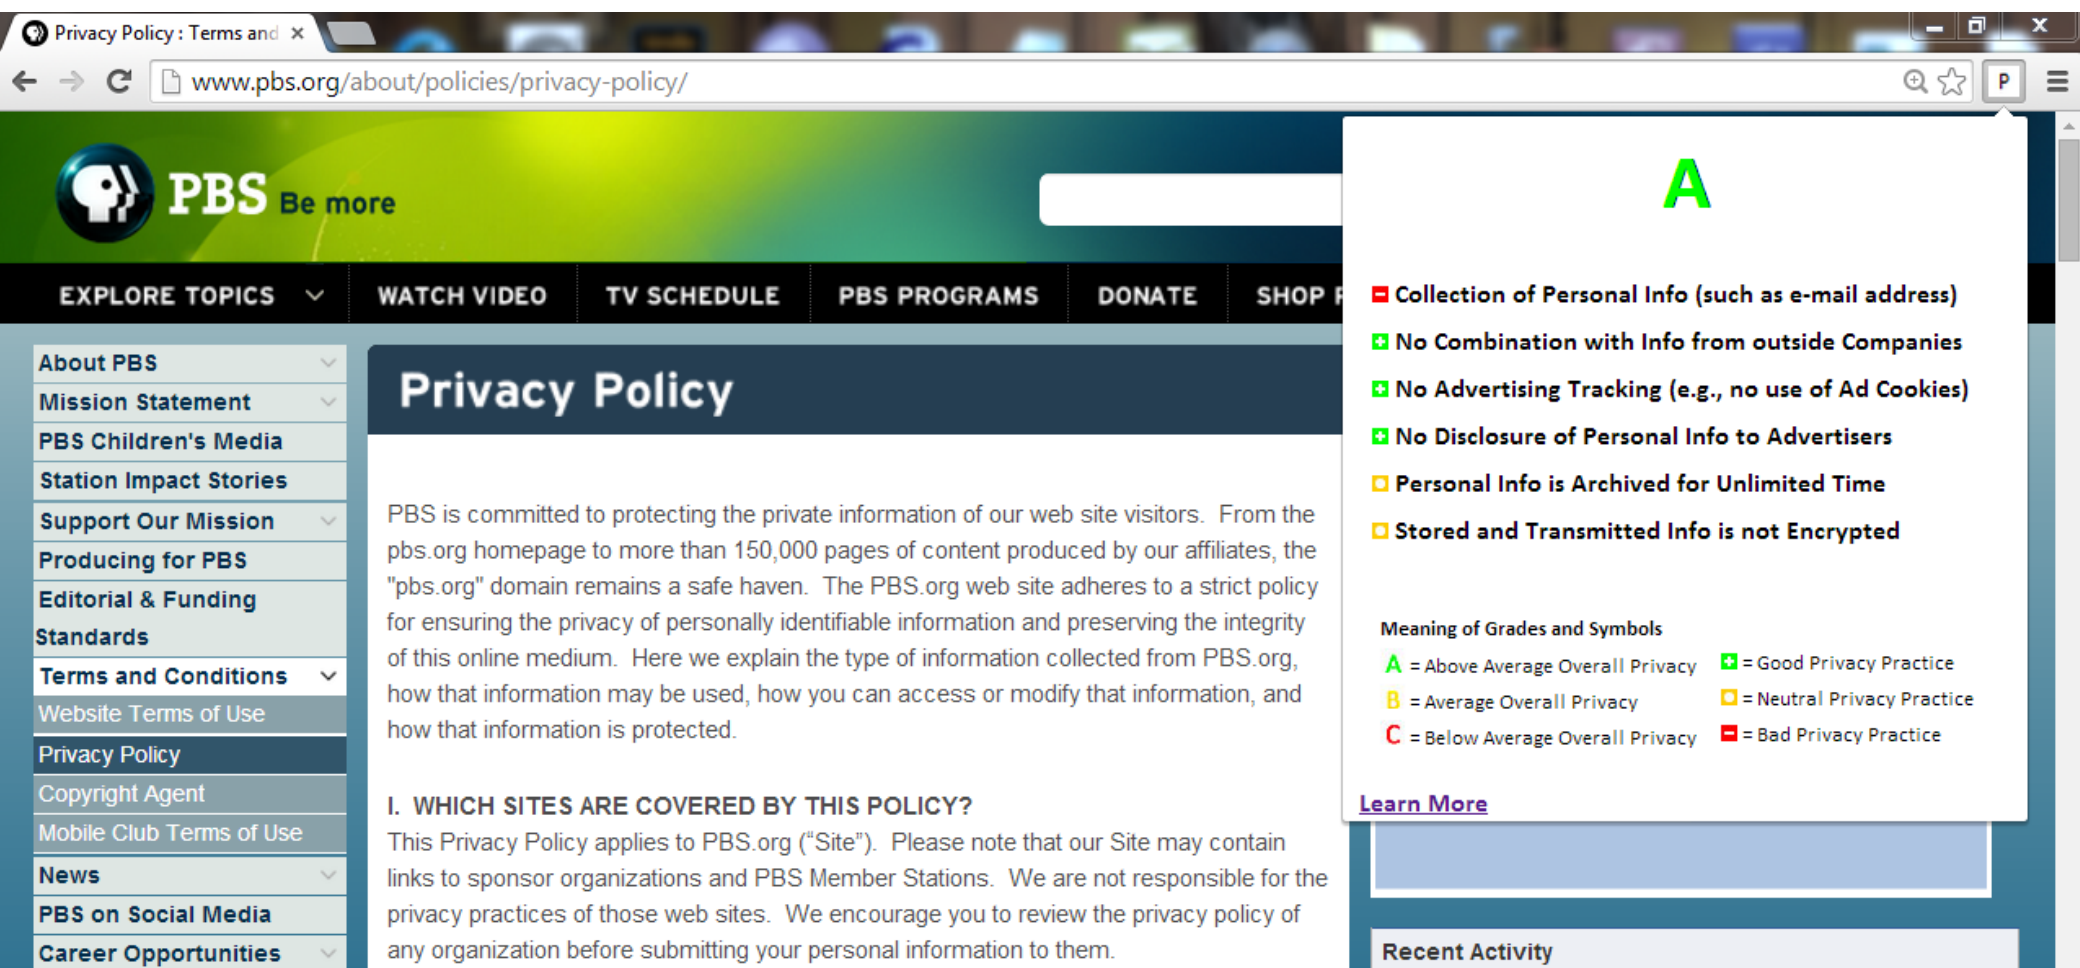 Privacy Policy : Terms and
www.pbs.org/about/policies/privacy-policy/
P
PBS Be more
EXPLORE TOPICS
WATCH VIDEO
TV SCHEDULE
PBS PROGRAMS
DONATE
SHOP
About PBS
Mission Statement
PBS Children's Media
Station Impact Stories
Support Our Mission
Producing for PBS
Editorial & Funding
Standards
Terms and Conditions
Website Terms of Use
Privacy Policy
Copyright Agent
Mobile Club Terms of Use
News
PBS on Social Media
Career Opportunities
Privacy Policy
PBS is committed to protecting the private information of our web site visitors. From the
pbs.org homepage to more than 150,000 pages of content produced by our affiliates, the
"pbs.org" domain remains a safe haven. The PBS.org web site adheres to a strict policy
for ensuring the privacy of personally identifiable information and preserving the integrity
of this online medium. Here we explain the type of information collected from PBS.org,
how that information may be used, how you can access or modify that information, and
how that information is protected.
I. WHICH SITES ARE COVERED BY THIS POLICY?
This Privacy Policy applies to PBS.org (“Site”). Please note that our Site may contain
links to sponsor organizations and PBS Member Stations. We are not responsible for the
privacy practices of those web sites. We encourage you to review the privacy policy of
any organization before submitting your personal information to them.
A
Collection of Personal Info (such as e-mail address)
No Combination with Info from outside Companies
No Advertising Tracking (e.g., no use of Ad Cookies)
No Disclosure of Personal Info to Advertisers
Personal Info is Archived for Unlimited Time
Stored and Transmitted Info is not Encrypted
Meaning of Grades and Symbols
A = Above Average Overall Privacy
B = Average Overall Privacy
C = Below Average Overall Privacy
= Good Privacy Practice
= Neutral Privacy Practice
= Bad Privacy Practice
Learn More
Recent Activity